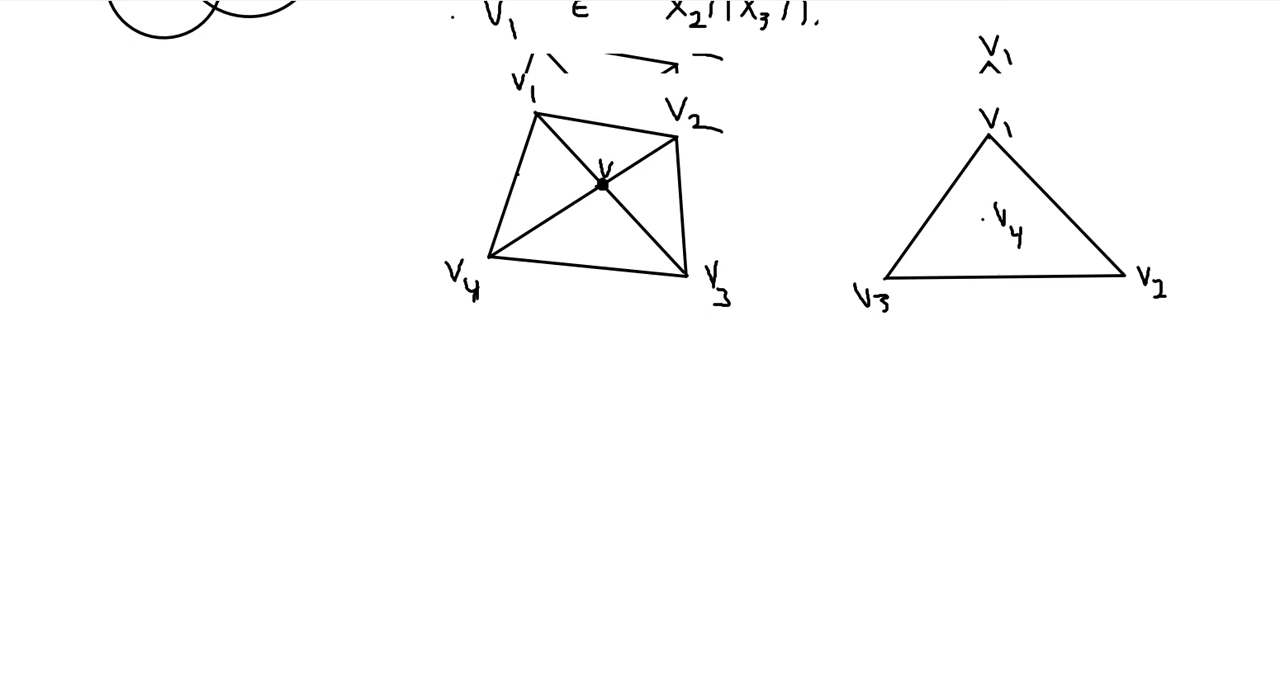 . V₁ ∈ X₂ ∩ X₃
V₁
V₁ V₂
V
V₁
V₄
V₄ V₃
V₃ V₂